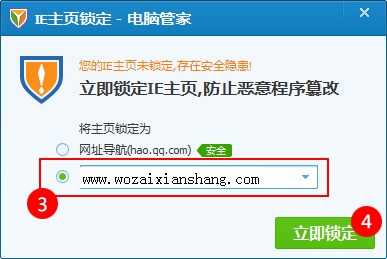 IE主页锁定 - 电脑管家
您的IE主页未锁定,存在安全隐患!
立即锁定IE主页,防止恶意程序篡改
将主页锁定为
网址导航(hao.qq.com) 安全
www.wozaixianshang.com
3
立即锁定 4